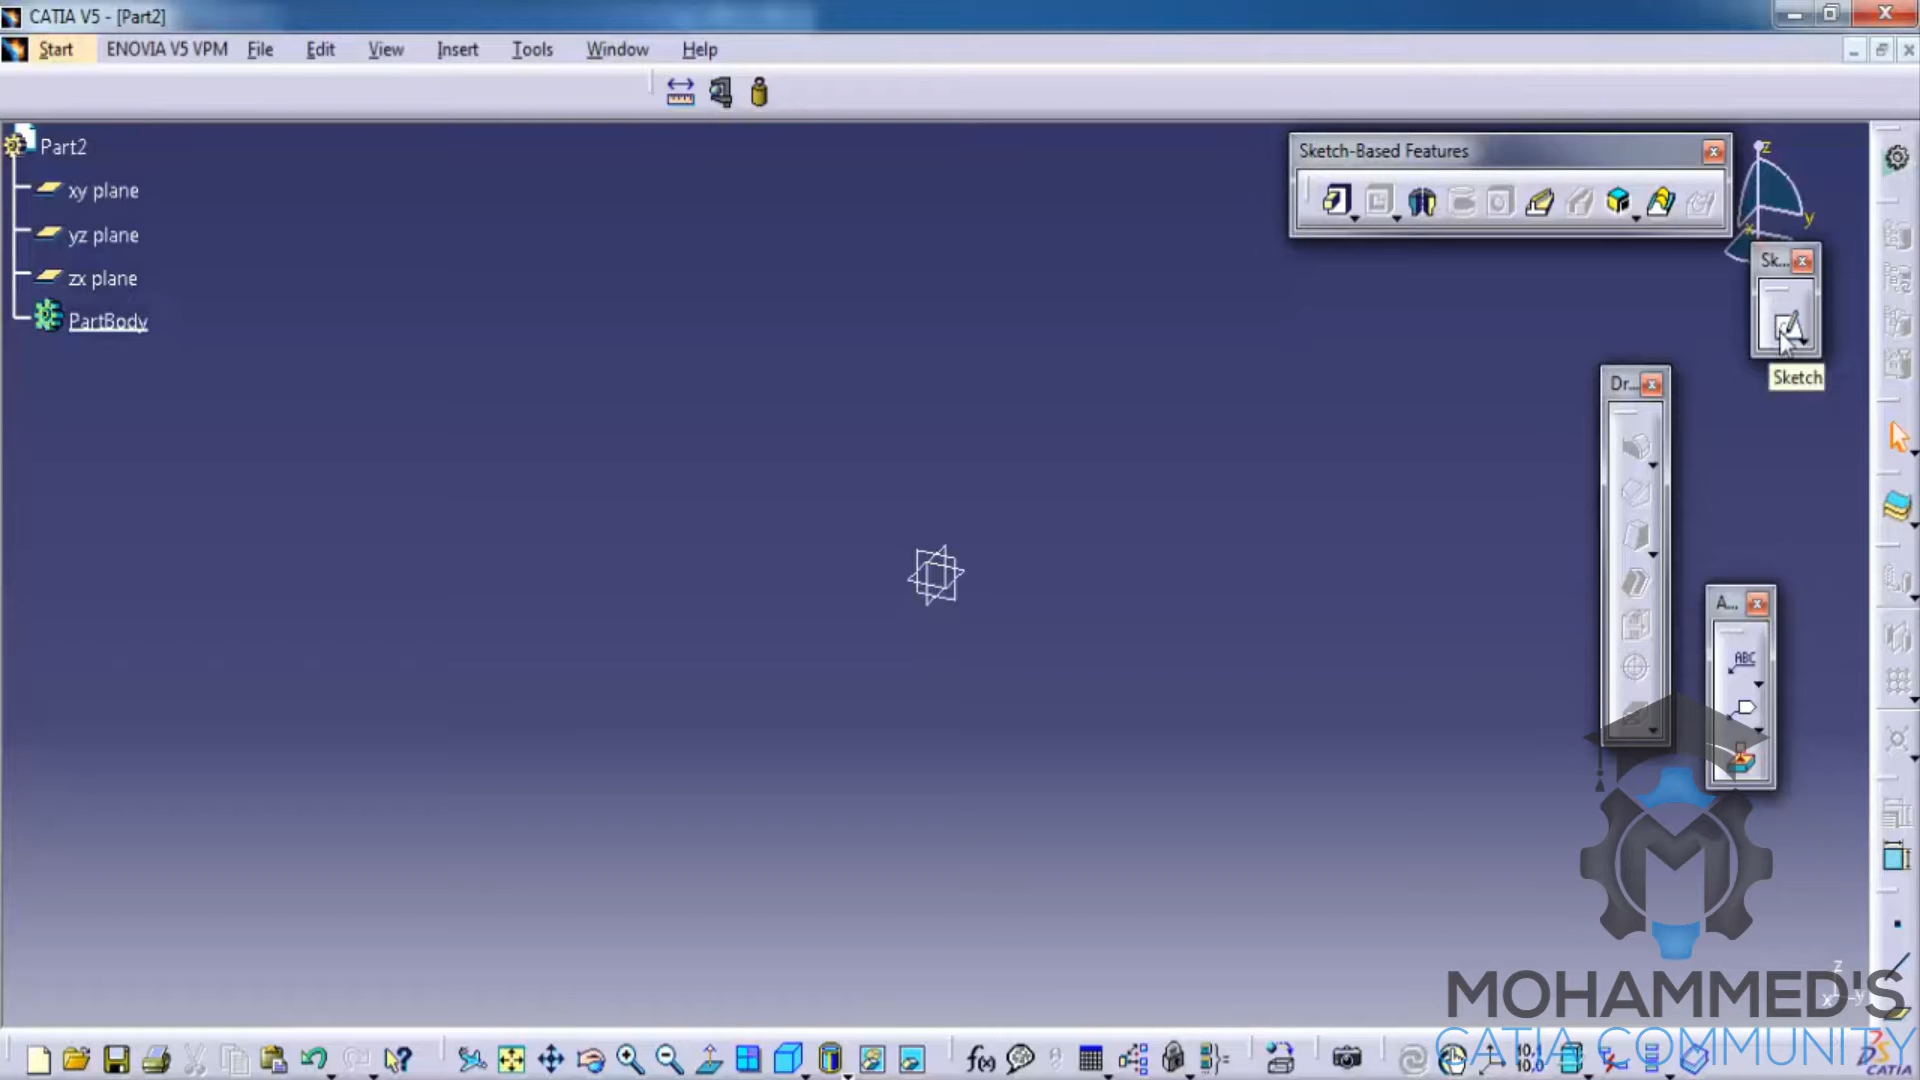 CATIA V5 - [Part2]
Start ENOVIA V5 VPM File Edit View Insert Tools Window Help
Part2
xy plane
yz plane
zx plane
PartBody
Sketch-Based Features
z
y
x
Sk...
Sketch
Dr...
A...
ABC
z
x
y
MOHAMMED'S
CATIA COMMUNITY
f(x)
CATIA